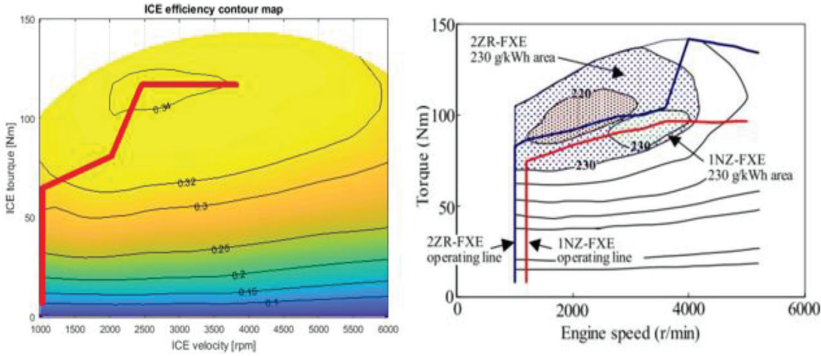 ICE efficiency contour map
150
100
50
0
ICE tourque [Nm]
0.34
0.32
0.3
0.25
0.2
0.15
0.1
1000 1500 2000 2500 3000 3500 4000 4500 5000 5500 6000
ICE velocity [rpm]
150
100
50
0
Torque (Nm)
2ZR-FXE
230 g/kWh area
220
230
230
1NZ-FXE
230 g/kWh area
2ZR-FXE
operating line
1NZ-FXE
operating line
0 2000 4000 6000
Engine speed (r/min)